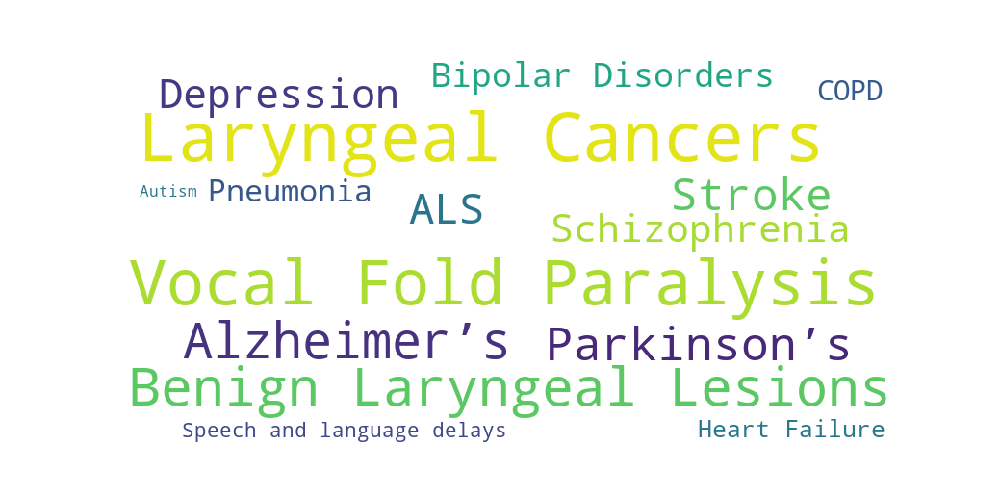 Bipolar Disorders
Depression
COPD
Laryngeal Cancers
Autism
Pneumonia
ALS
Stroke
Schizophrenia
Vocal Fold Paralysis
Alzheimer’s
Parkinson’s
Benign Laryngeal Lesions
Speech and language delays
Heart Failure